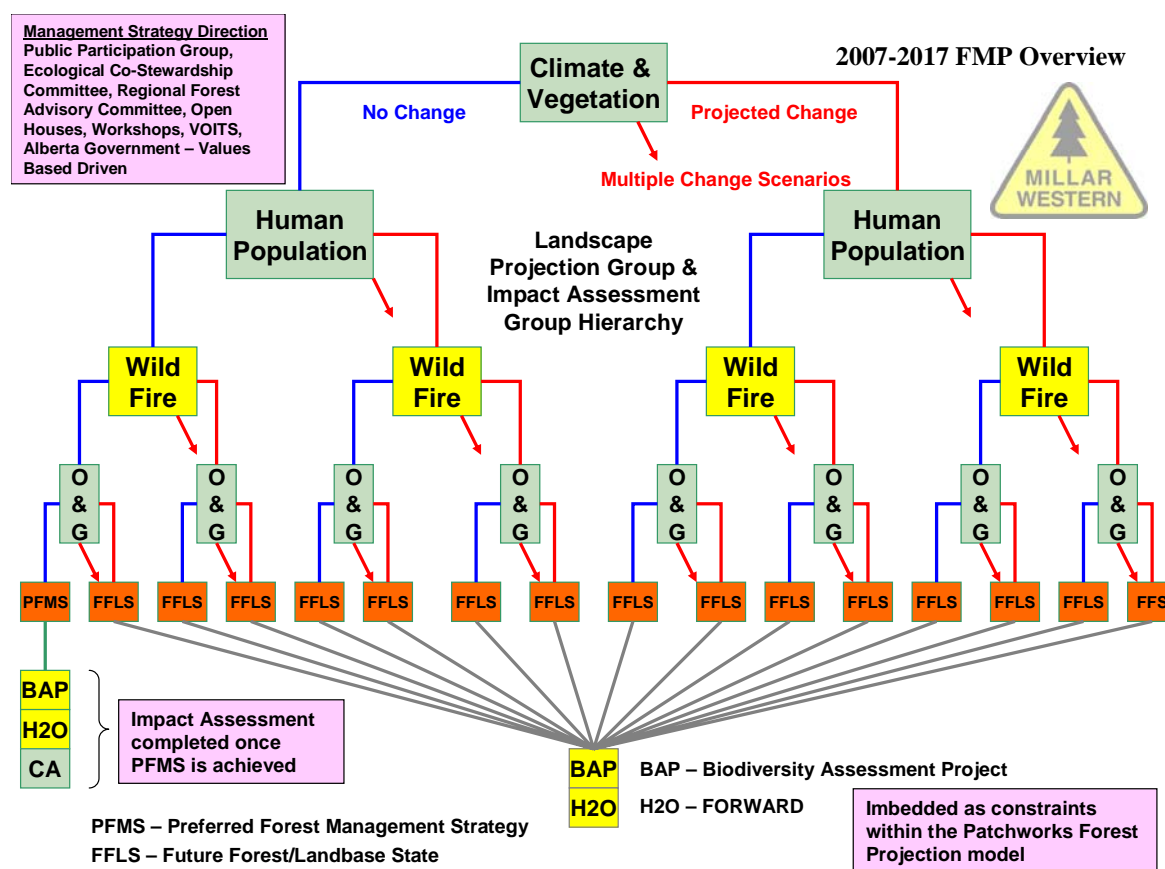 Management Strategy Direction
Public Participation Group,
Ecological Co-Stewardship
Committee, Regional Forest
Advisory Committee, Open
Houses, Workshops, VOITS,
Alberta Government – Values
Based Driven
2007-2017 FMP Overview
Climate &
Vegetation
No Change
Projected Change
Multiple Change Scenarios
MILLAR
WESTERN
Human
Population
Human
Population
Landscape
Projection Group &
Impact Assessment
Group Hierarchy
Wild
Fire
Wild
Fire
Wild
Fire
Wild
Fire
O
&
G
O
&
G
O
&
G
O
&
G
O
&
G
O
&
G
O
&
G
O
&
G
PFMS
FFLS
FFLS
FFLS
FFLS
FFLS
FFLS
FFLS
FFLS
FFLS
FFLS
FFLS
FFLS
FFLS
FFLS
FFS
BAP
H2O
CA
Impact Assessment
completed once
PFMS is achieved
BAP
H2O
BAP – Biodiversity Assessment Project
H2O – FORWARD
PFMS – Preferred Forest Management Strategy
FFLS – Future Forest/Landbase State
Imbedded as constraints
within the Patchworks Forest
Projection model